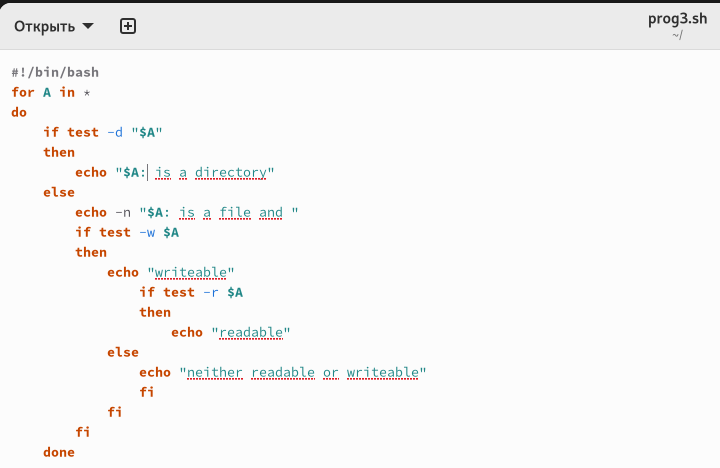 Открыть
prog3.sh
~/
#!/bin/bash
for A in *
do
    if test -d "$A"
    then
        echo "$A: is a directory"
    else
        echo -n "$A: is a file and "
        if test -w $A
        then
            echo "writeable"
                if test -r $A
                then
                    echo "readable"
            else
                echo "neither readable or writeable"
                fi
            fi
        fi
    done